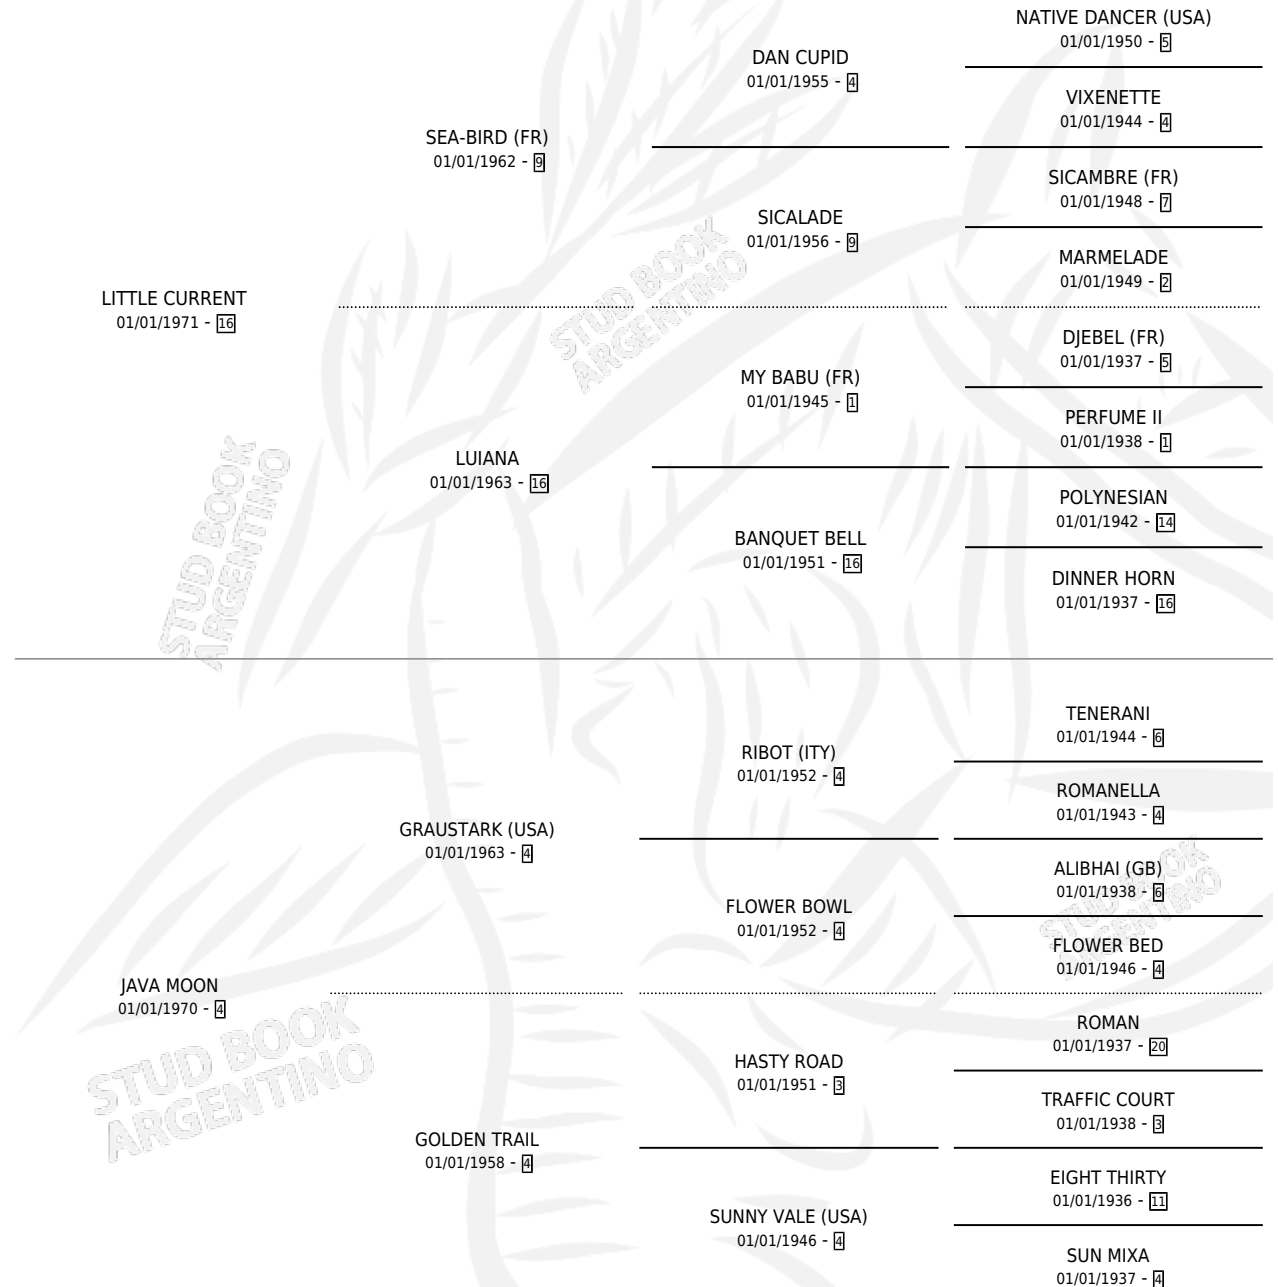 NATIVE DANCER (USA)
01/01/1950 - 5
DAN CUPID
01/01/1955 - 4
VIXENETTE
01/01/1944 - 4
SEA-BIRD (FR)
01/01/1962 - 9
SICAMBRE (FR)
01/01/1948 - 7
SICALADE
01/01/1956 - 9
MARMELADE
01/01/1949 - 2
LITTLE CURRENT
01/01/1971 - 16
DJEBEL (FR)
01/01/1937 - 5
MY BABU (FR)
01/01/1945 - 1
PERFUME II
01/01/1938 - 1
LUIANA
01/01/1963 - 16
POLYNESIAN
01/01/1942 - 14
BANQUET BELL
01/01/1951 - 16
DINNER HORN
01/01/1937 - 16
TENERANI
01/01/1944 - 6
RIBOT (ITY)
01/01/1952 - 4
ROMANELLA
01/01/1943 - 4
GRAUSTARK (USA)
01/01/1963 - 4
ALIBHAI (GB)
01/01/1938 - 6
FLOWER BOWL
01/01/1952 - 4
FLOWER BED
01/01/1946 - 4
JAVA MOON
01/01/1970 - 4
ROMAN
01/01/1937 - 20
HASTY ROAD
01/01/1951 - 3
TRAFFIC COURT
01/01/1938 - 3
GOLDEN TRAIL
01/01/1958 - 4
EIGHT THIRTY
01/01/1936 - 11
SUNNY VALE (USA)
01/01/1946 - 4
SUN MIXA
01/01/1937 - 4
STUD BOOK
ARGENTINO
STUD BOOK
ARGENTINO
STUD BOOK
ARGENTINO
STUD BOOK
ARGENTINO